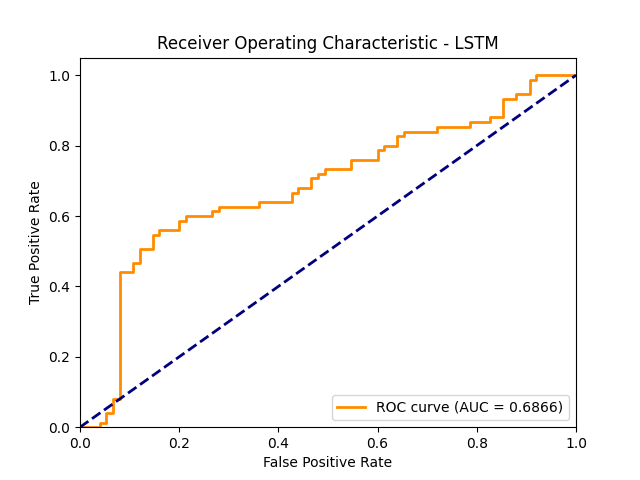 Receiver Operating Characteristic - LSTM
1.0
0.8
0.6
0.4
0.2
0.0
True Positive Rate
ROC curve (AUC = 0.6866)
0.0 0.2 0.4 0.6 0.8 1.0
False Positive Rate